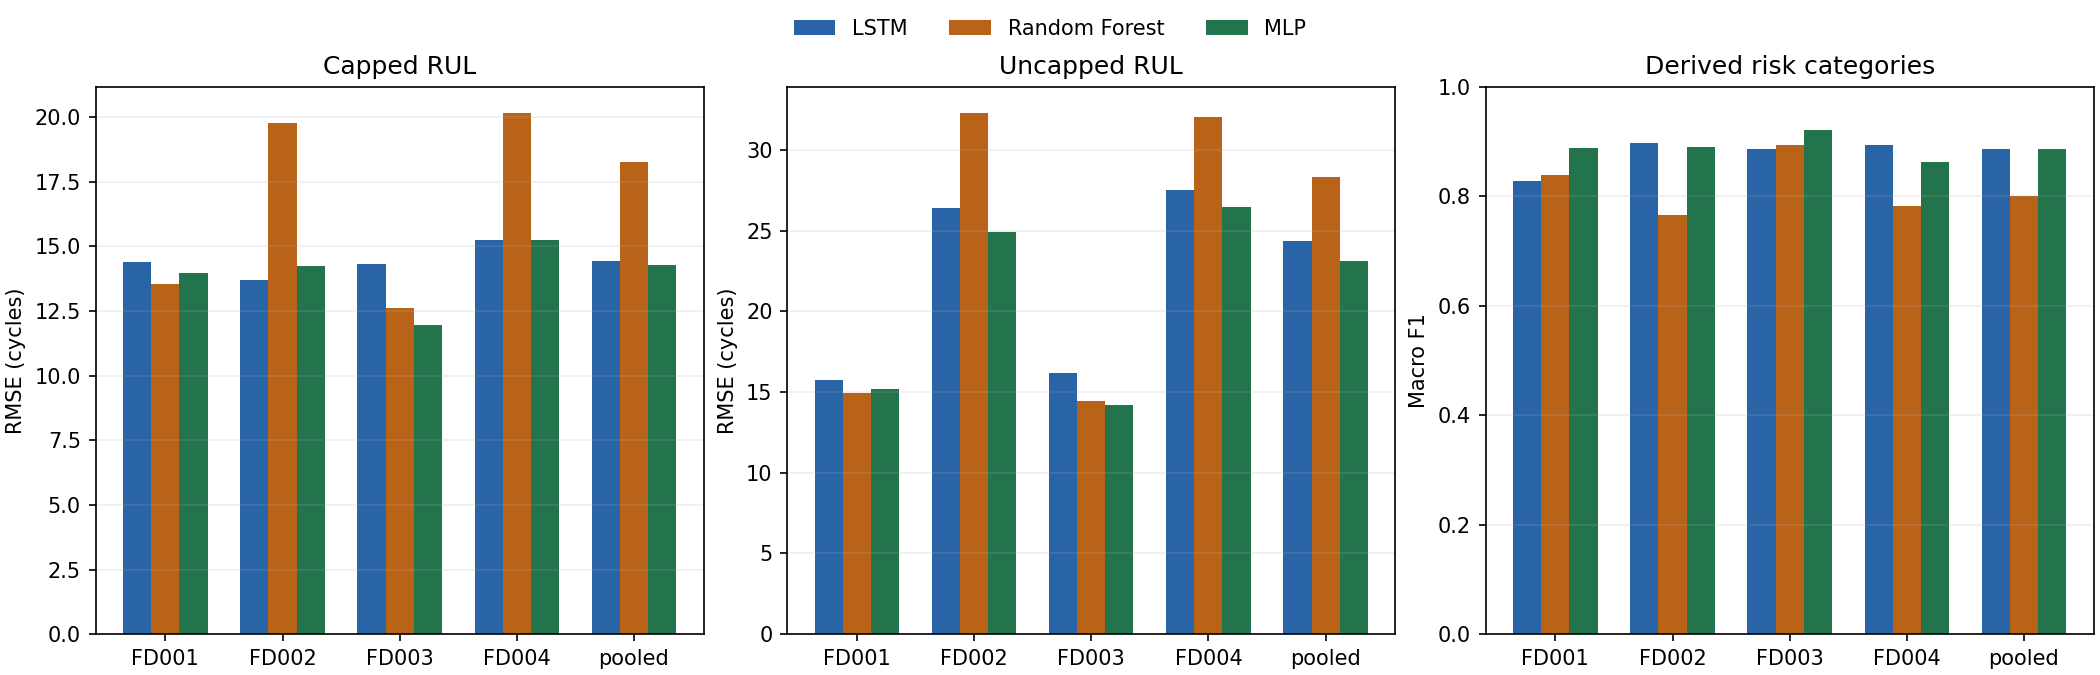 LSTM Random Forest MLP
Capped RUL
RMSE (cycles)
20.0
17.5
15.0
12.5
10.0
7.5
5.0
2.5
0.0
FD001 FD002 FD003 FD004 pooled
Uncapped RUL
RMSE (cycles)
30
25
20
15
10
5
0
FD001 FD002 FD003 FD004 pooled
Derived risk categories
Macro F1
1.0
0.8
0.6
0.4
0.2
0.0
FD001 FD002 FD003 FD004 pooled